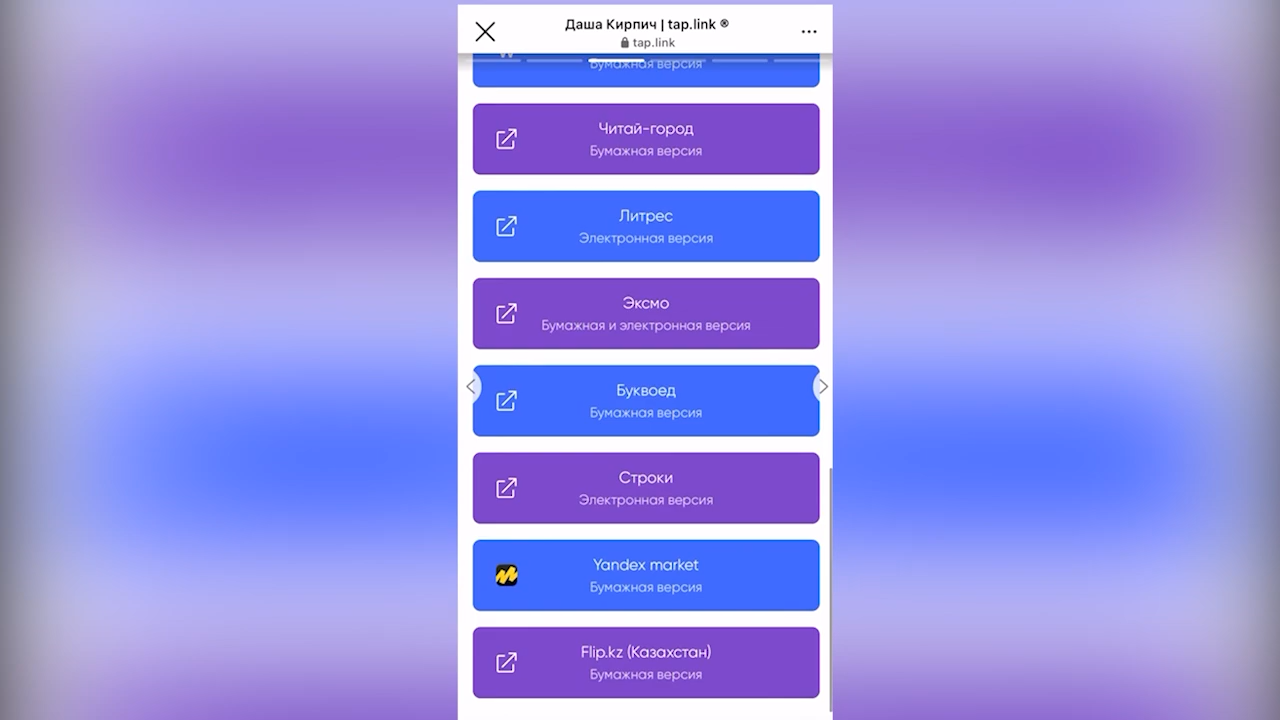 Даша Кирпич | tap.link ®
tap.link
Бумажная версия
Читай-город
Бумажная версия
Литрес
Электронная версия
Эксмо
Бумажная и электронная версия
Буквоед
Бумажная версия
Строки
Электронная версия
Yandex market
Бумажная версия
Flip.kz (Казахстан)
Бумажная версия